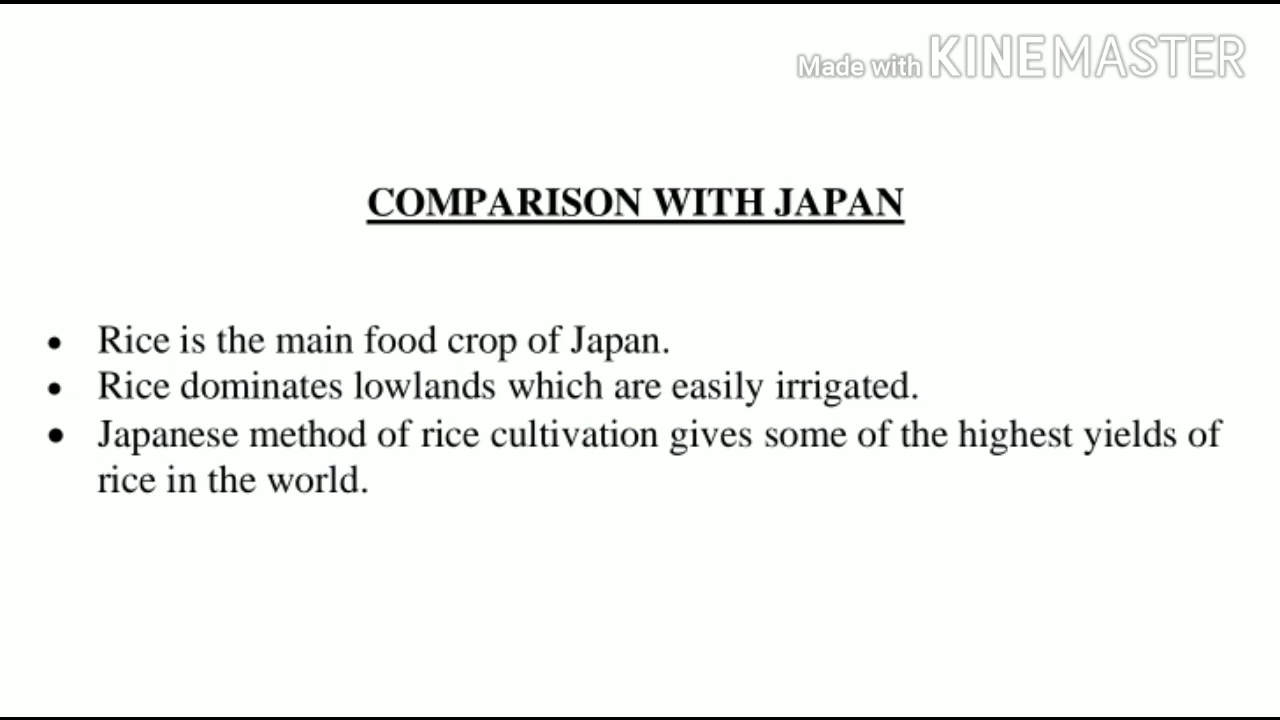 Made with KINEMASTER
COMPARISON WITH JAPAN
• Rice is the main food crop of Japan.
• Rice dominates lowlands which are easily irrigated.
• Japanese method of rice cultivation gives some of the highest yields of
rice in the world.